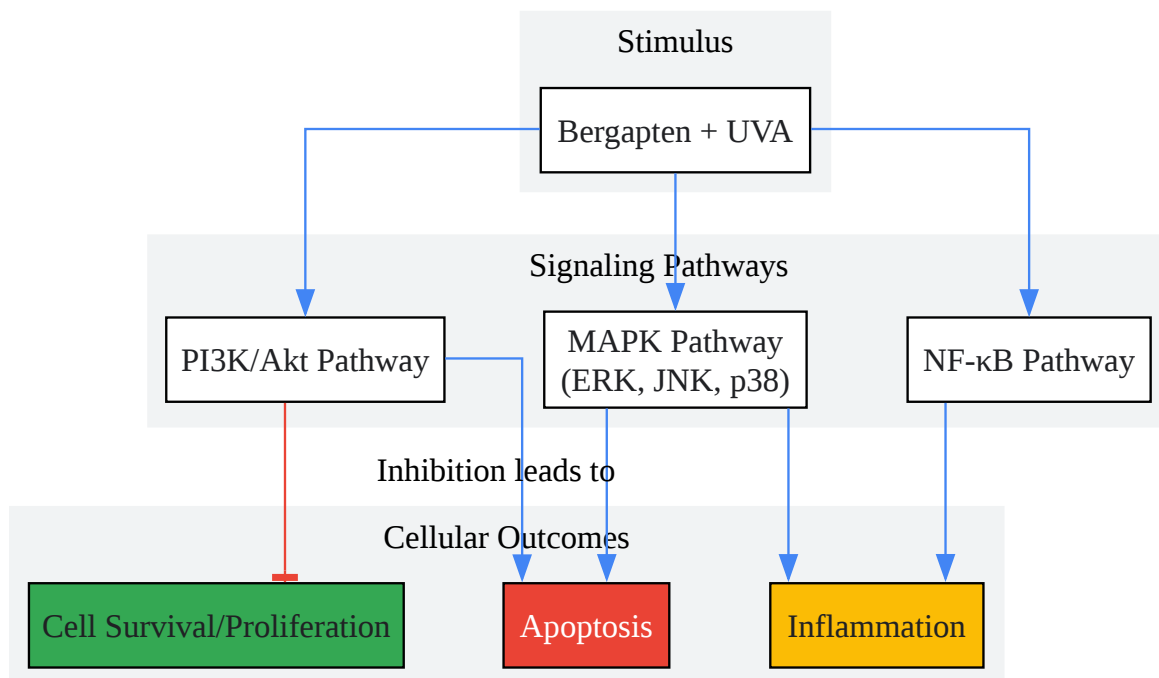 Stimulus
Bergapten + UVA
Signaling Pathways
PI3K/Akt Pathway
MAPK Pathway
(ERK, JNK, p38)
NF-κB Pathway
Inhibition leads to
Cellular Outcomes
Cell Survival/Proliferation
Apoptosis
Inflammation